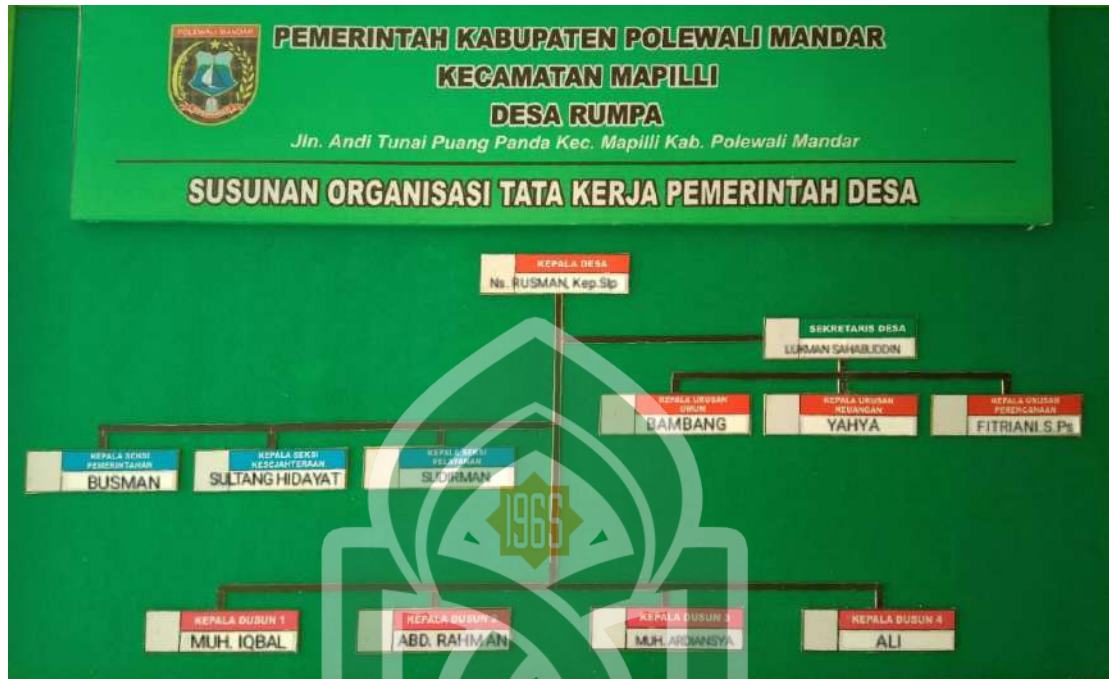 POLEWALI MANDAR
PEMERINTAH KABUPATEN POLEWALI MANDAR
KECAMATAN MAPILLI
DESA RUMPA
Jln. Andi Tunai Puang Panda Kec. Mapilli Kab. Polewali Mandar
SUSUNAN ORGANISASI TATA KERJA PEMERINTAH DESA
KEPALA DESA
Ns. RUSMAN, Kep.SIp
SEKRETARIS DESA
LUKMAN SAHABUDDIN
KEPALA URUSAN
UMUN
BAMBANG
KEPALA URUSAN
KEUANGAN
YAHYA
KEPALA URUSAN
PERENCANAAN
FITRIANI.S.Ps
KEPALA SEKSI
PEMERINTAHAN
BUSMAN
KEPALA SEKSI
KESEJAHTERAAN
SULTANG HIDAYAT
KEPALA SEKSI
PELAYANAN
SUDIRMAN
1965
KEPALA DUSUN 1
MUH. IQBAL
KEPALA DUSUN 2
ABD. RAHMAN
KEPALA DUSUN 3
MUH. ARDIANSYA
KEPALA DUSUN 4
ALI